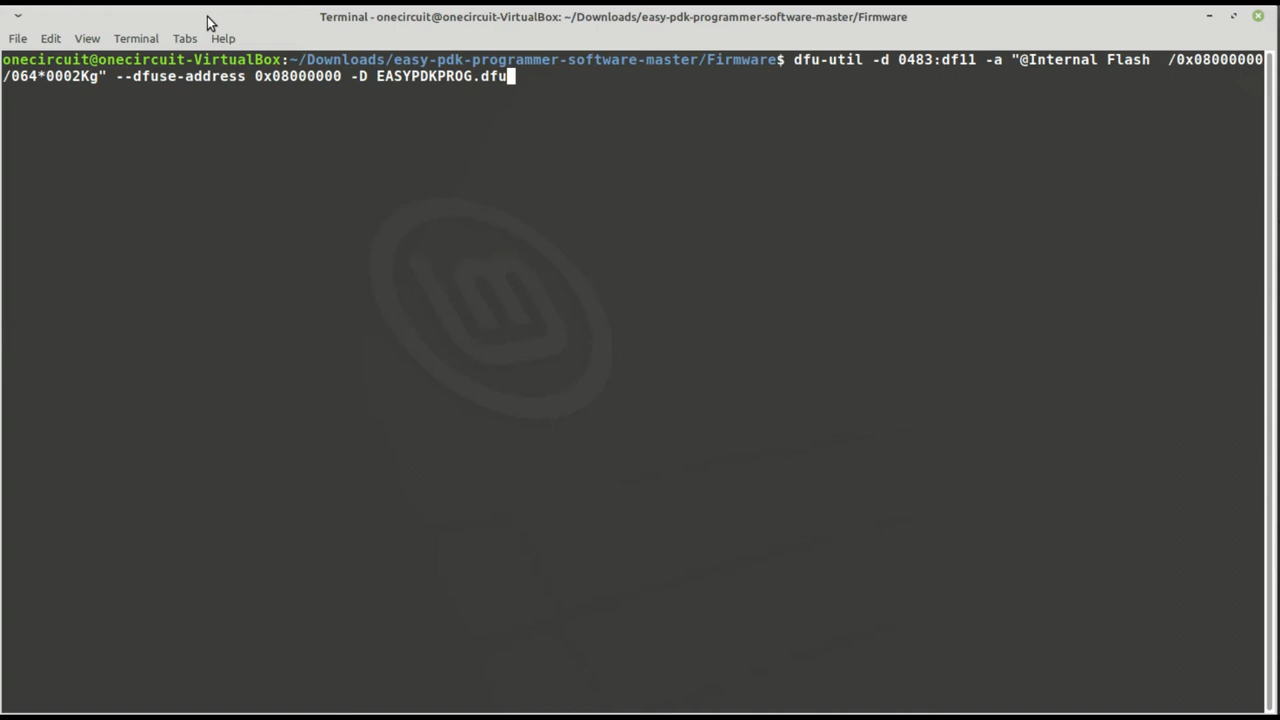 Terminal - onecircuit@onecircuit-VirtualBox: ~/Downloads/easy-pdk-programmer-software-master/Firmware
File Edit View Terminal Tabs Help
onecircuit@onecircuit-VirtualBox:~/Downloads/easy-pdk-programmer-software-master/Firmware$ dfu-util -d 0483:df11 -a "@Internal Flash  /0x08000000
/064*0002Kg" --dfuse-address 0x08000000 -D EASYPDKPROG.dfu